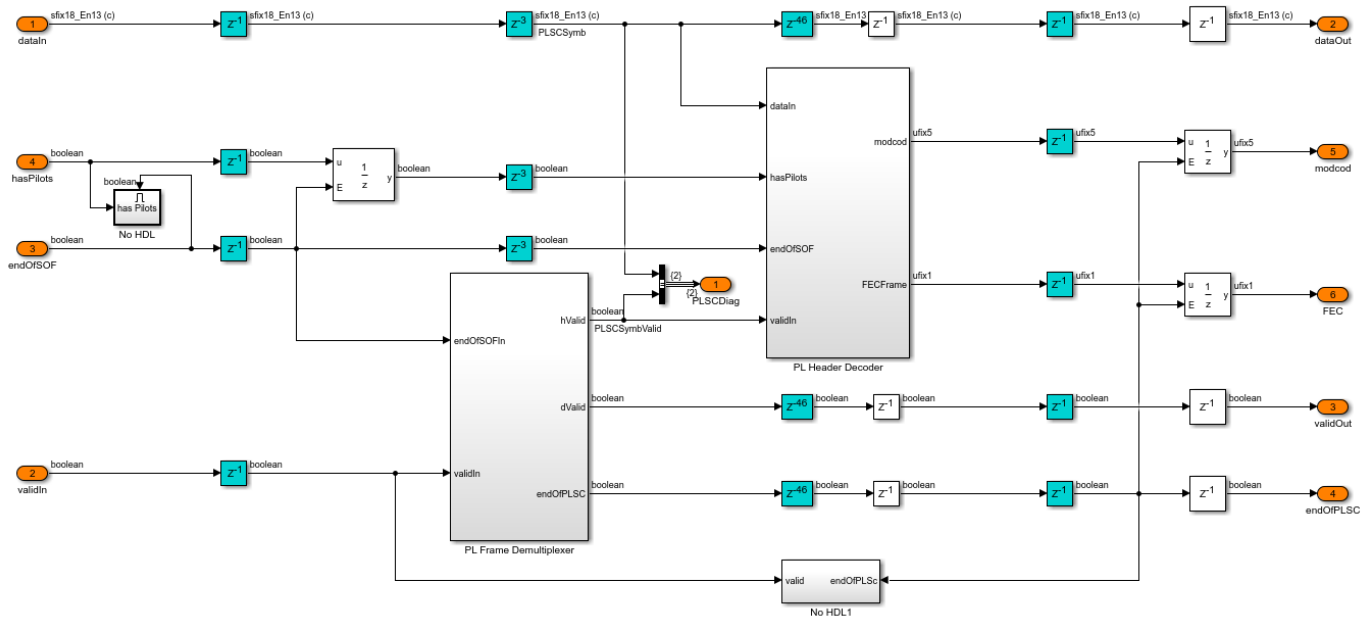 1
dataIn
sfix18_En13 (c)
Z-1
sfix18_En13 (c)
Z-3
sfix18_En13 (c)
PLSCSymb
Z-46
sfix18_En13
Z-1
sfix18_En13 (c)
Z-1
sfix18_En13 (c)
Z-1
sfix18_En13 (c)
2
dataOut
4
hasPilots
boolean
boolean
has Pilots
No HDL
Z-1
boolean
u
E
1
z
y
boolean
Z-3
boolean
3
endOfSOF
boolean
Z-1
boolean
Z-3
boolean
dataIn
hasPilots
endOfSOF
validIn
modcod
FECFrame
PL Header Decoder
ufix5
Z-1
ufix5
u
E
1
z
y
ufix5
5
modcod
{2}
{2}
1
PLSCDiag
ufix1
Z-1
ufix1
u
E
1
z
y
ufix1
6
FEC
endOfSOFIn
validIn
hValid
dValid
endOfPLSC
PL Frame Demultiplexer
boolean
PLSCSymbValid
boolean
Z-46
boolean
Z-1
boolean
Z-1
boolean
Z-1
boolean
3
validOut
2
validIn
boolean
Z-1
boolean
boolean
Z-46
boolean
Z-1
boolean
Z-1
boolean
Z-1
boolean
4
endOfPLSC
valid
endOfPLSc
No HDL1